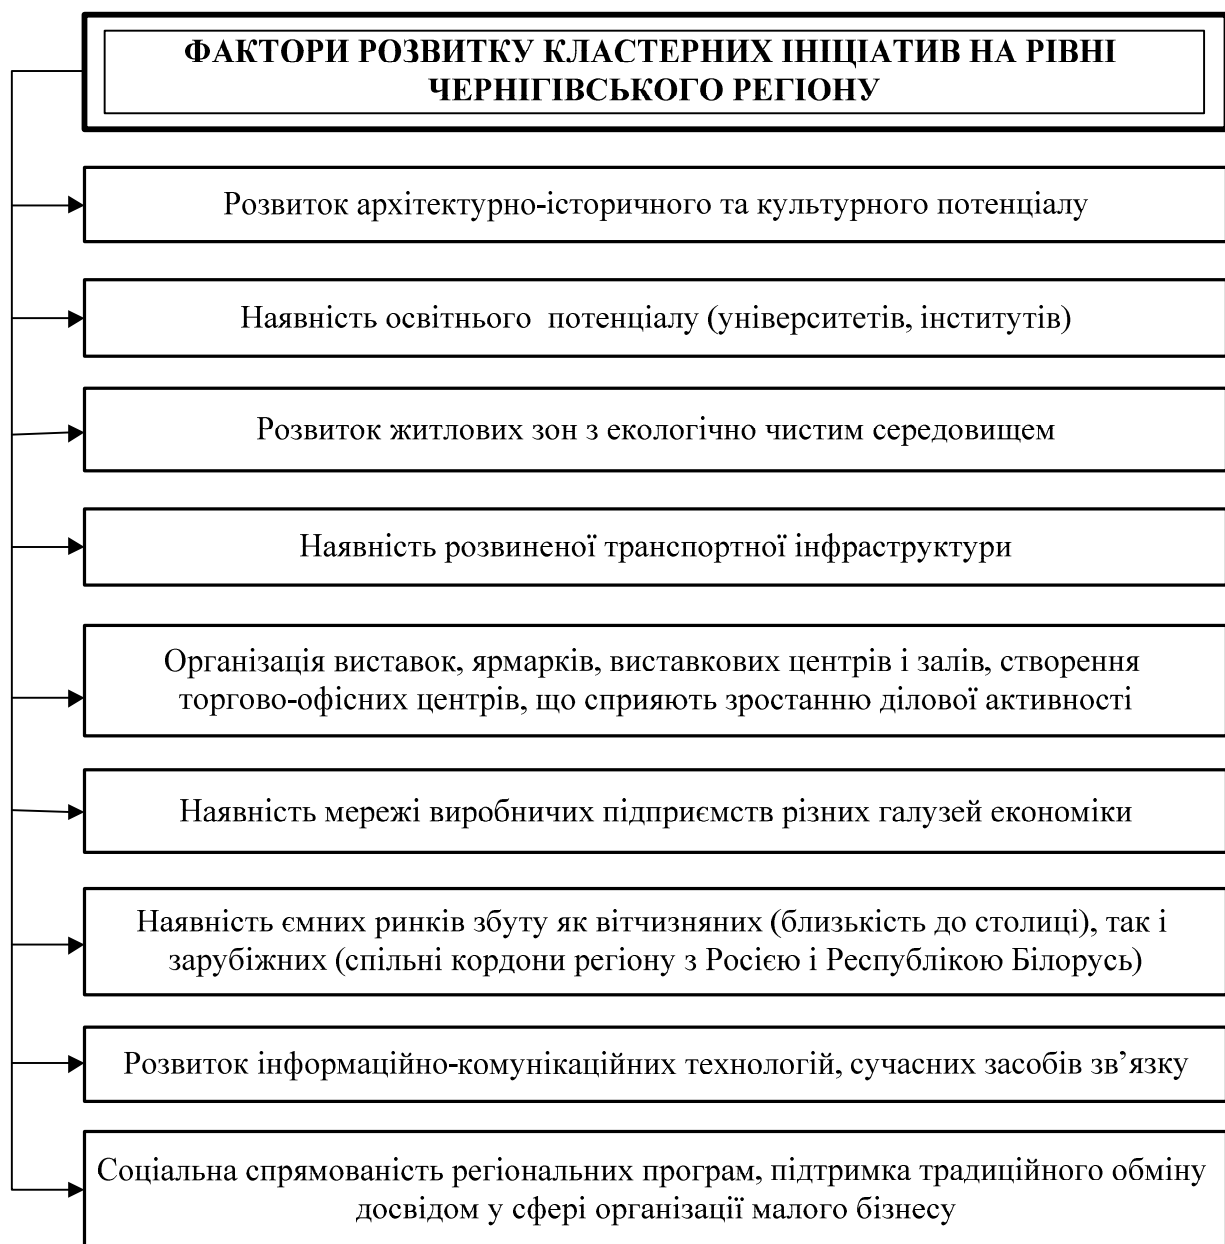 ФАКТОРИ РОЗВИТКУ КЛАСТЕРНИХ ІНІЦІАТИВ НА РІВНІ
ЧЕРНІГІВСЬКОГО РЕГІОНУ
Розвиток архітектурно-історичного та культурного потенціалу
Наявність освітнього потенціалу (університетів, інститутів)
Розвиток житлових зон з екологічно чистим середовищем
Наявність розвиненої транспортної інфраструктури
Організація виставок, ярмарків, виставкових центрів і залів, створення
торгово-офісних центрів, що сприяють зростанню ділової активності
Наявність мережі виробничих підприємств різних галузей економіки
Наявність ємних ринків збуту як вітчизняних (близькість до столиці), так і
зарубіжних (спільні кордони регіону з Росією і Республікою Білорусь)
Розвиток інформаційно-комунікаційних технологій, сучасних засобів зв’язку
Соціальна спрямованість регіональних програм, підтримка традиційного обміну
досвідом у сфері організації малого бізнесу